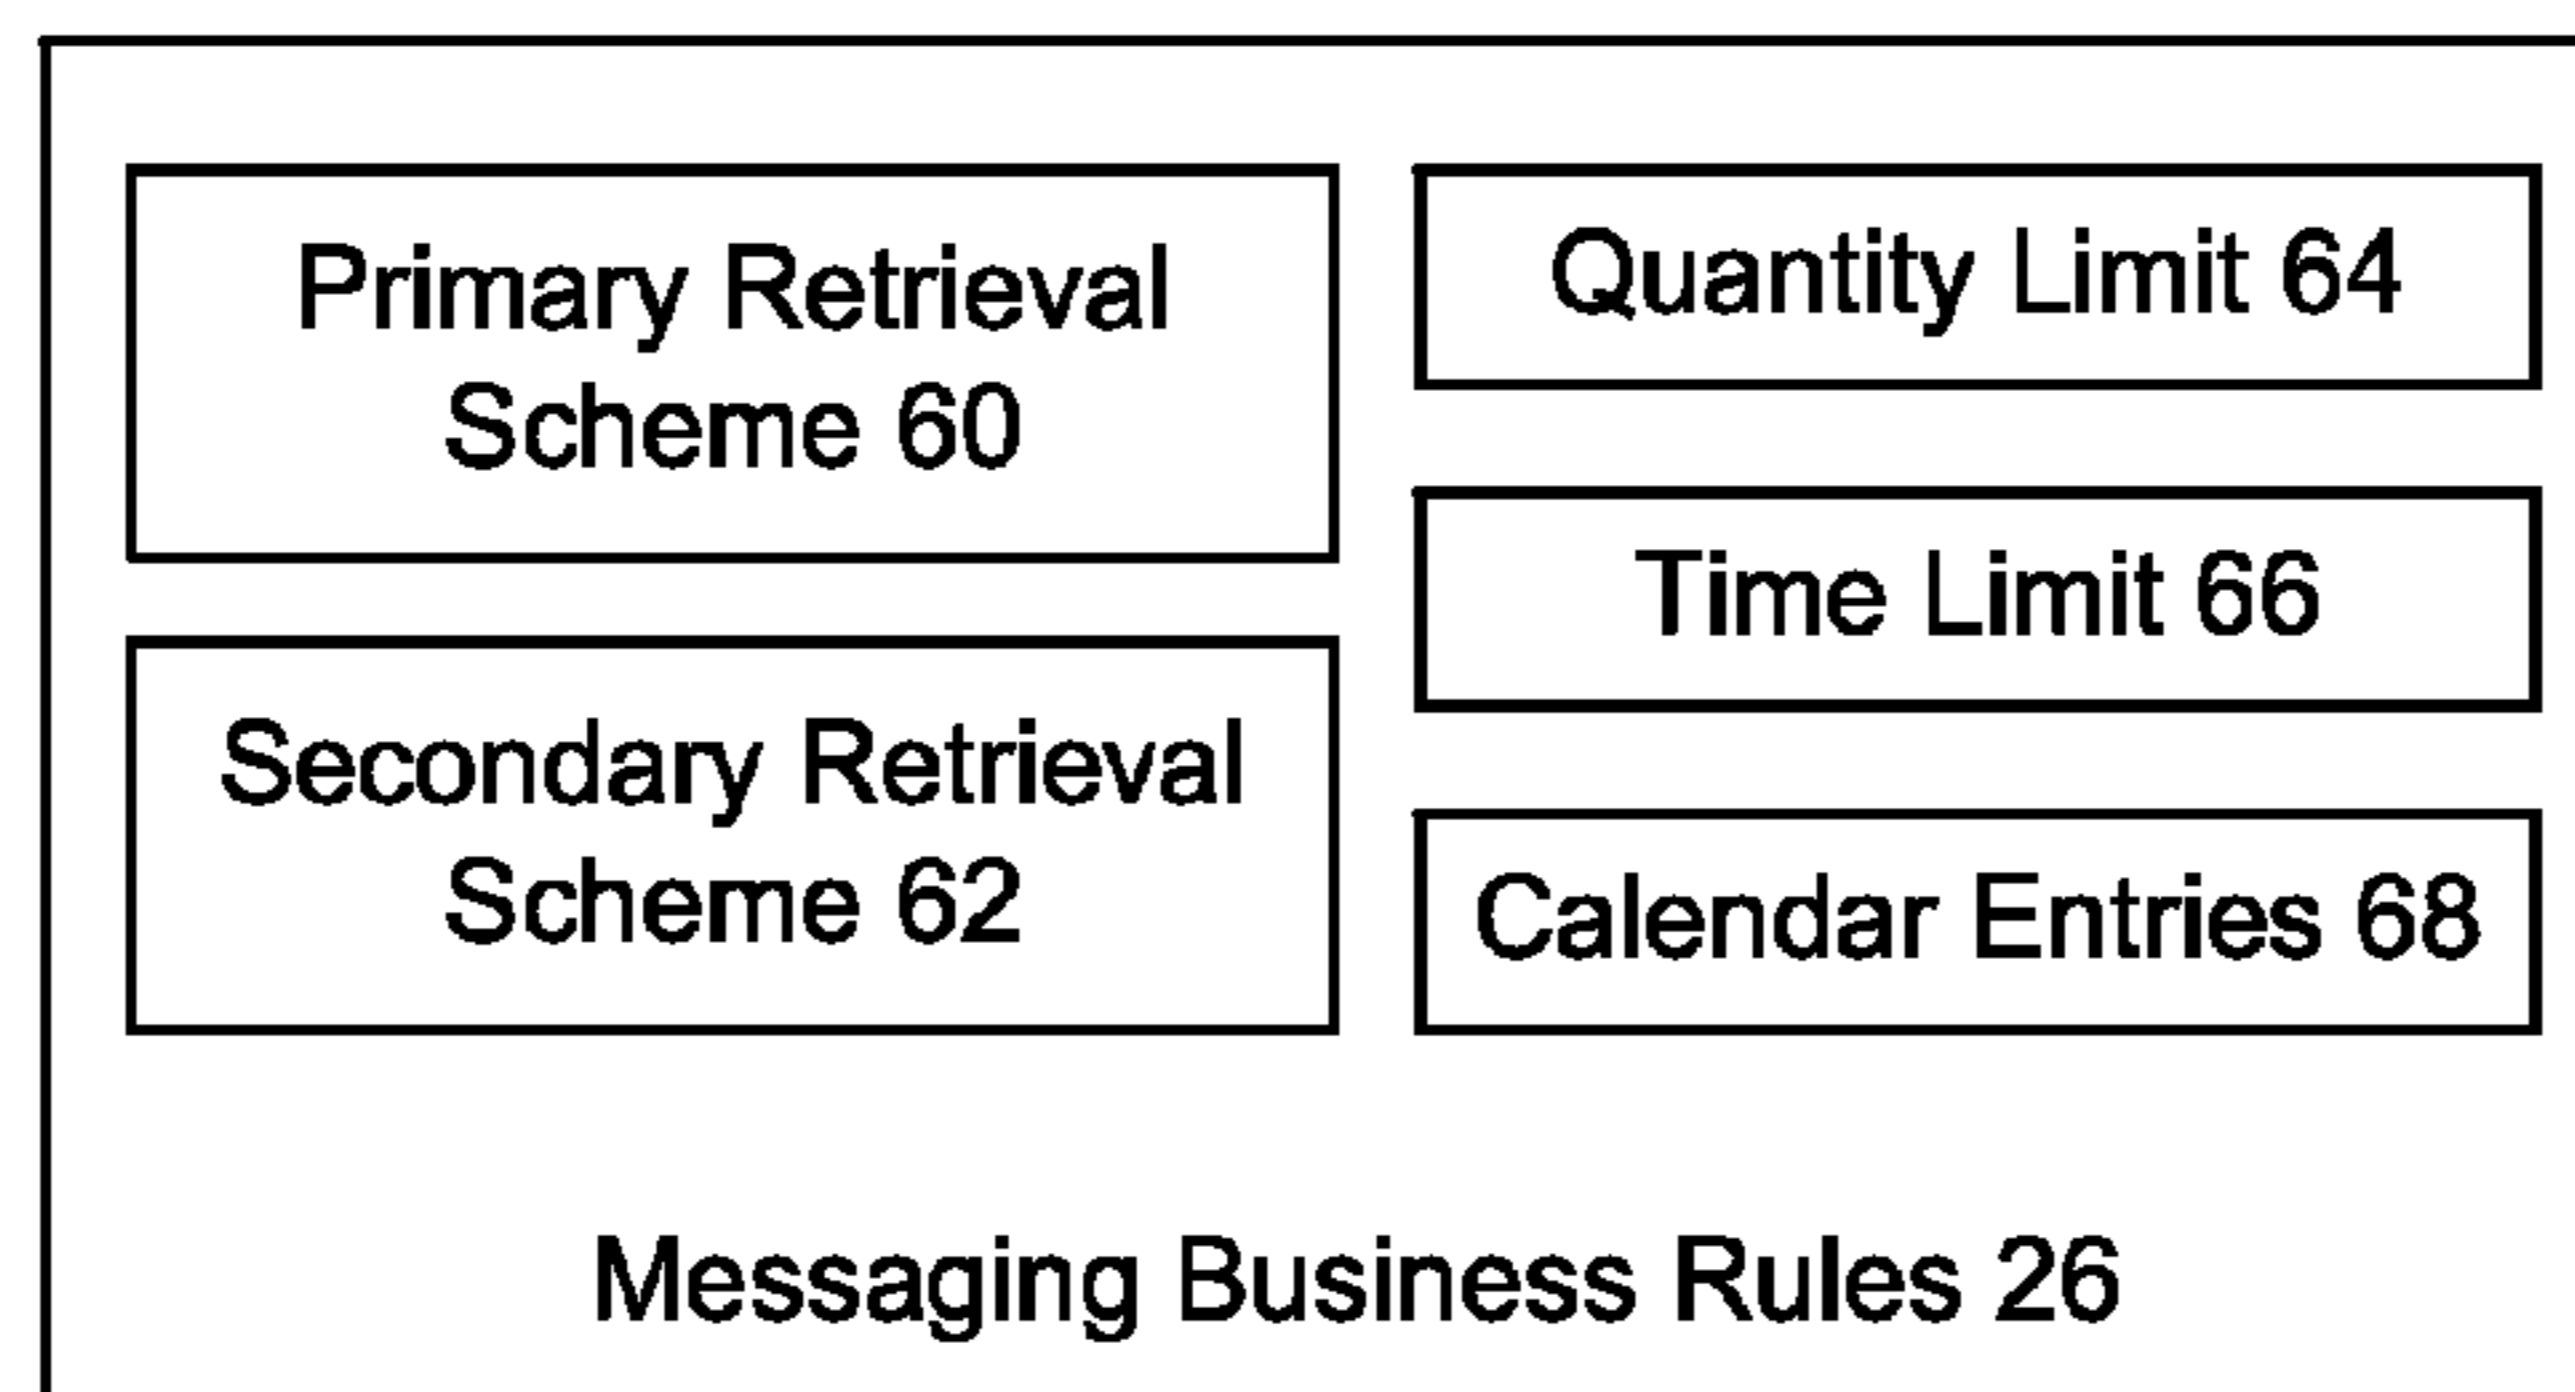 Primary Retrieval
Scheme 60
Secondary Retrieval
Scheme 62
Quantity Limit 64
Time Limit 66
Calendar Entries 68
Messaging Business Rules 26